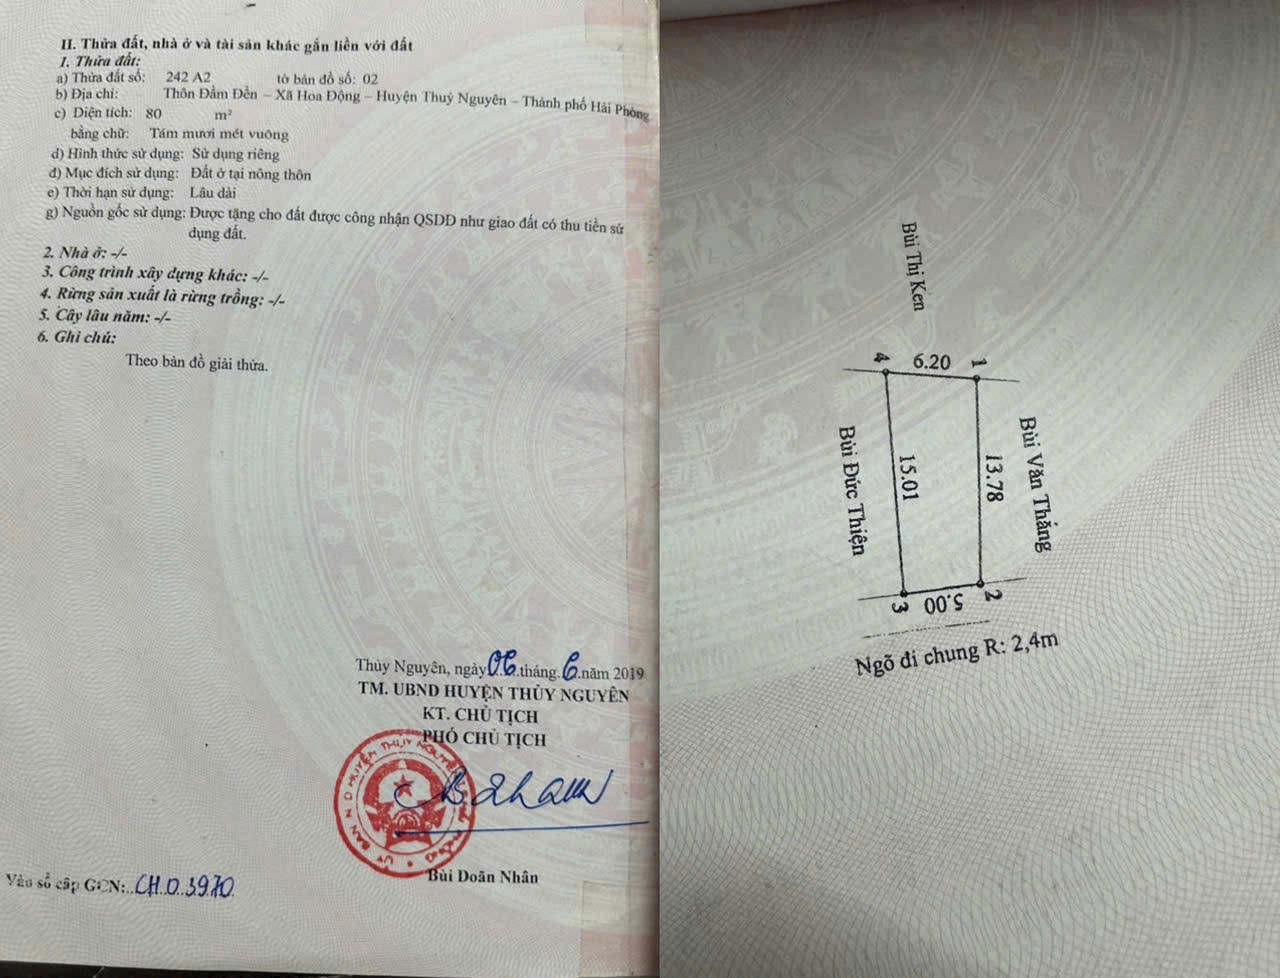 II. Thửa đất, nhà ở và tài sản khác gắn liền với đất
1. Thửa đất:
a) Thửa đất số: 242 A2 tờ bản đồ số: 02
b) Địa chỉ: Thôn Đầm Đền – Xã Hoa Động – Huyện Thuỷ Nguyên – Thành phố Hải Phòng
c) Diện tích: 80 m²
bằng chữ: Tám mươi mét vuông
d) Hình thức sử dụng: Sử dụng riêng
đ) Mục đích sử dụng: Đất ở tại nông thôn
e) Thời hạn sử dụng: Lâu dài
g) Nguồn gốc sử dụng: Được tặng cho đất được công nhận QSDĐ như giao đất có thu tiền sử
dụng đất.
2. Nhà ở: -/-
3. Công trình xây dựng khác: -/-
4. Rừng sản xuất là rừng trồng: -/-
5. Cây lâu năm: -/-
6. Ghi chú:
Theo bản đồ giải thửa.
Thủy Nguyên, ngày 06 tháng 6 năm 2019
TM. UBND HUYỆN THỦY NGUYÊN
KT. CHỦ TỊCH
PHÓ CHỦ TỊCH
Bùi Doãn Nhân
Vào sổ cấp GCN: CH.0.3970
Bùi Thị Ken
4 6.20 1
Bùi Đức Thiện
15.01
13.78
Bùi Văn Thắng
3 5.00 2
Ngõ đi chung R: 2,4m